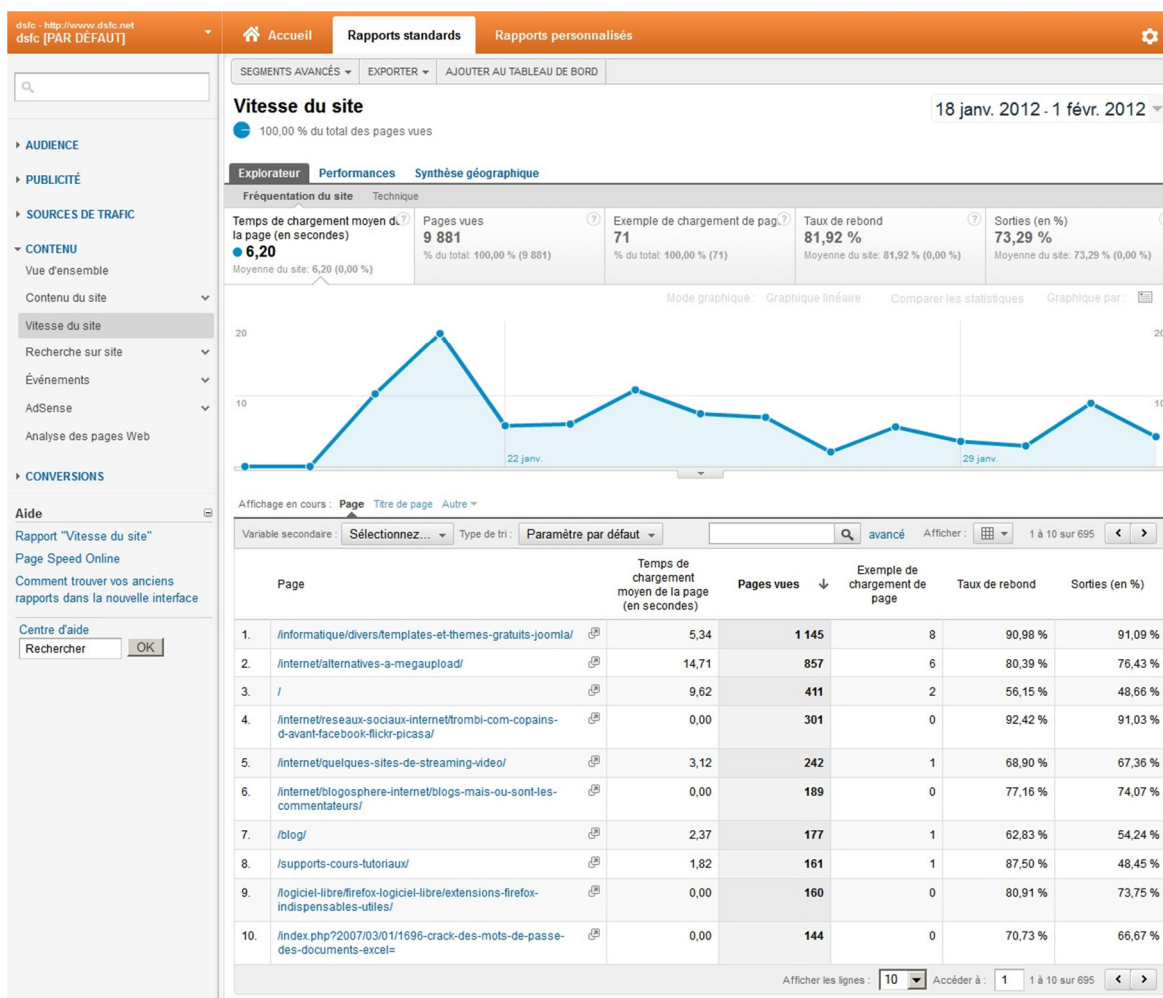 dsfc - http://www.dsfc.net
dsfc [PAR DÉFAUT]
Accueil
Rapports standards
Rapports personnalisés
SEGMENTS AVANCÉS
EXPORTER
AJOUTER AU TABLEAU DE BORD
Vitesse du site
18 janv. 2012 - 1 févr. 2012
100,00 % du total des pages vues
AUDIENCE
PUBLICITÉ
SOURCES DE TRAFIC
CONTENU
Vue d'ensemble
Contenu du site
Vitesse du site
Recherche sur site
Événements
AdSense
Analyse des pages Web
CONVERSIONS
Aide
Rapport "Vitesse du site"
Page Speed Online
Comment trouver vos anciens
rapports dans la nouvelle interface
Centre d'aide
Rechercher
OK
Explorateur
Performances
Synthèse géographique
Fréquentation du site
Technique
Temps de chargement moyen de
la page (en secondes)
6,20
Moyenne du site: 6,20 (0,00 %)
Pages vues
9 881
% du total: 100,00 % (9 881)
Exemple de chargement de pag
71
% du total: 100,00 % (71)
Taux de rebond
81,92 %
Moyenne du site: 81,92 % (0,00 %)
Sorties (en %)
73,29 %
Moyenne du site: 73,29 % (0,00 %)
Mode graphique : Graphique linéaire
Comparer les statistiques
Graphique par :
20
20
10
10
22 janv.
29 janv.
Affichage en cours : Page Titre de page Autre
Variable secondaire : Sélectionnez... Type de tri : Paramètre par défaut avancé Afficher : 1 à 10 sur 695
Page
Temps de
chargement
moyen de la page
(en secondes)
Pages vues
Exemple de
chargement de
page
Taux de rebond
Sorties (en %)
1. /informatique/divers/templates-et-themes-gratuits-joomla/ 5,34 1 145 8 90,98 % 91,09 %
2. /internet/alternatives-a-megaupload/ 14,71 857 6 80,39 % 76,43 %
3. / 9,62 411 2 56,15 % 48,66 %
4. /internet/reseaux-sociaux-internet/trombi-com-copains- 0,00 301 0 92,42 % 91,03 %
d-avant-facebook-flickr-picasa/
5. /internet/quelques-sites-de-streaming-video/ 3,12 242 1 68,90 % 67,36 %
6. /internet/blogosphere-internet/blogs-mais-ou-sont-les- 0,00 189 0 77,16 % 74,07 %
commentateurs/
7. /blog/ 2,37 177 1 62,83 % 54,24 %
8. /supports-cours-tutoriaux/ 1,82 161 1 87,50 % 48,45 %
9. /logiciel-libre/firefox-logiciel-libre/extensions-firefox- 0,00 160 0 80,91 % 73,75 %
indispensables-utiles/
10. /index.php?2007/03/01/1696-crack-des-mots-de-passe- 0,00 144 0 70,73 % 66,67 %
des-documents-excel=
Afficher les lignes : 10 Accéder à : 1 1 à 10 sur 695